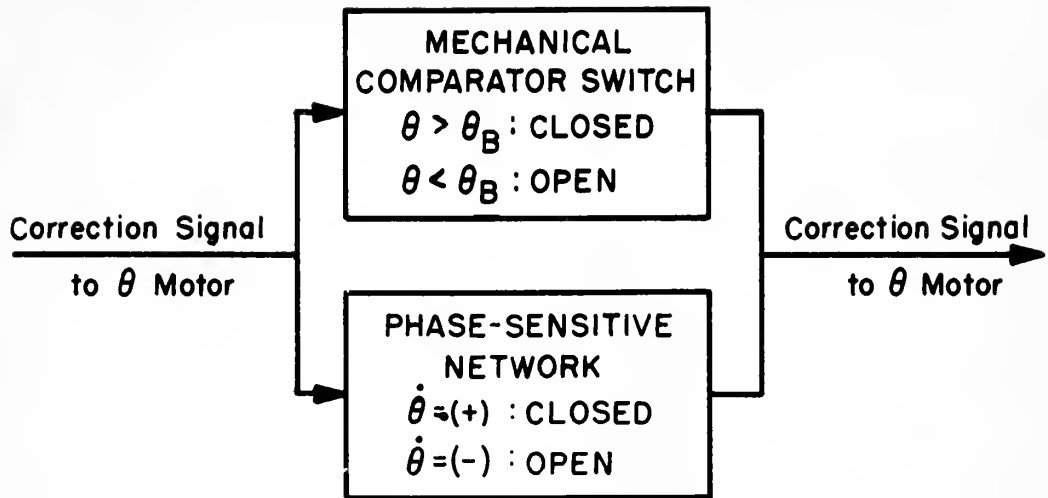 MECHANICAL
COMPARATOR SWITCH
θ > θB : CLOSED
θ < θB : OPEN
Correction Signal
to θ Motor
Correction Signal
to θ Motor
PHASE-SENSITIVE
NETWORK
θ̇ =(+) : CLOSED
θ̇ =(-) : OPEN